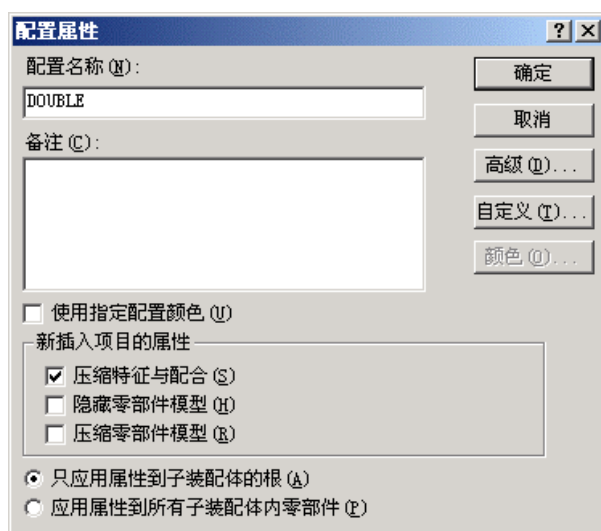 配置属性
配置名称(N):
DOUBLE
备注(C):
确定
取消
高级(D)...
自定义(T)...
颜色(O)...
使用指定配置颜色(U)
新插入项目的属性
压缩特征与配合(S)
隐藏零部件模型(H)
压缩零部件模型(R)
只应用属性到子装配体的根(A)
应用属性到所有子装配体内零部件(P)